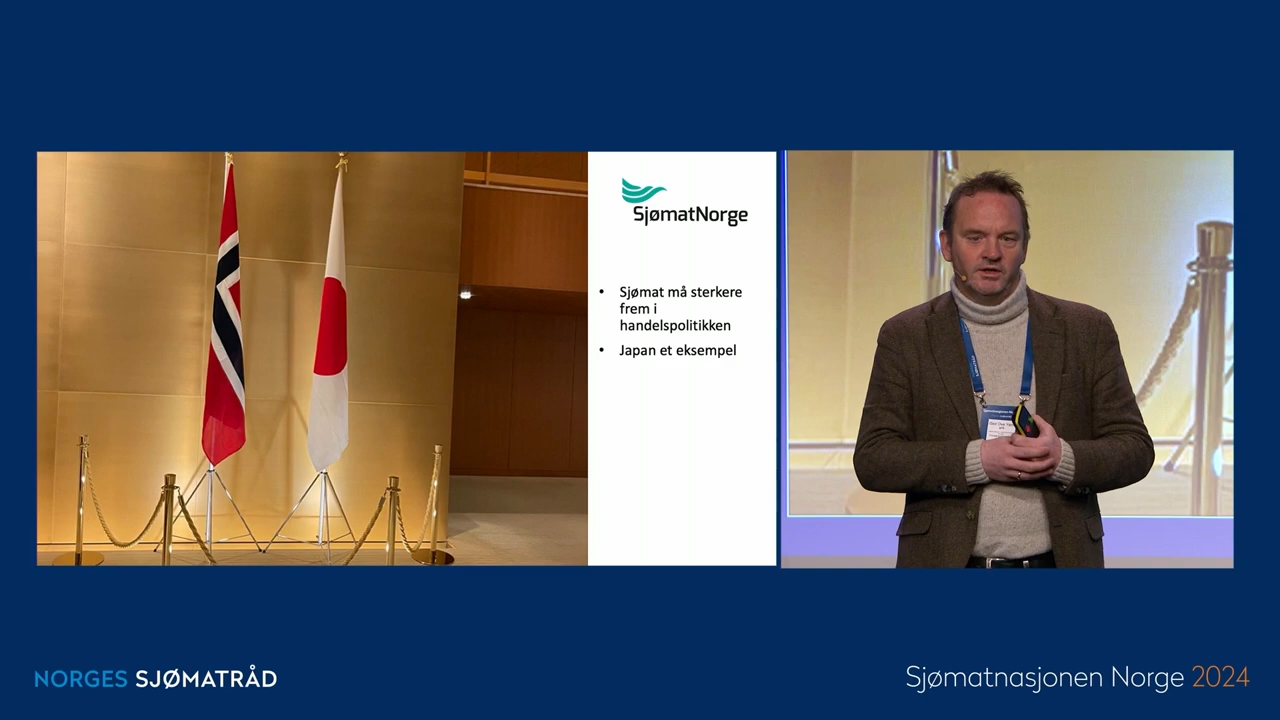 SjømatNorge
• Sjømat må sterkere
frem i
handelspolitikken
• Japan et eksempel
NORGES SJØMATRÅD
Sjømatnasjonen Norge 2024